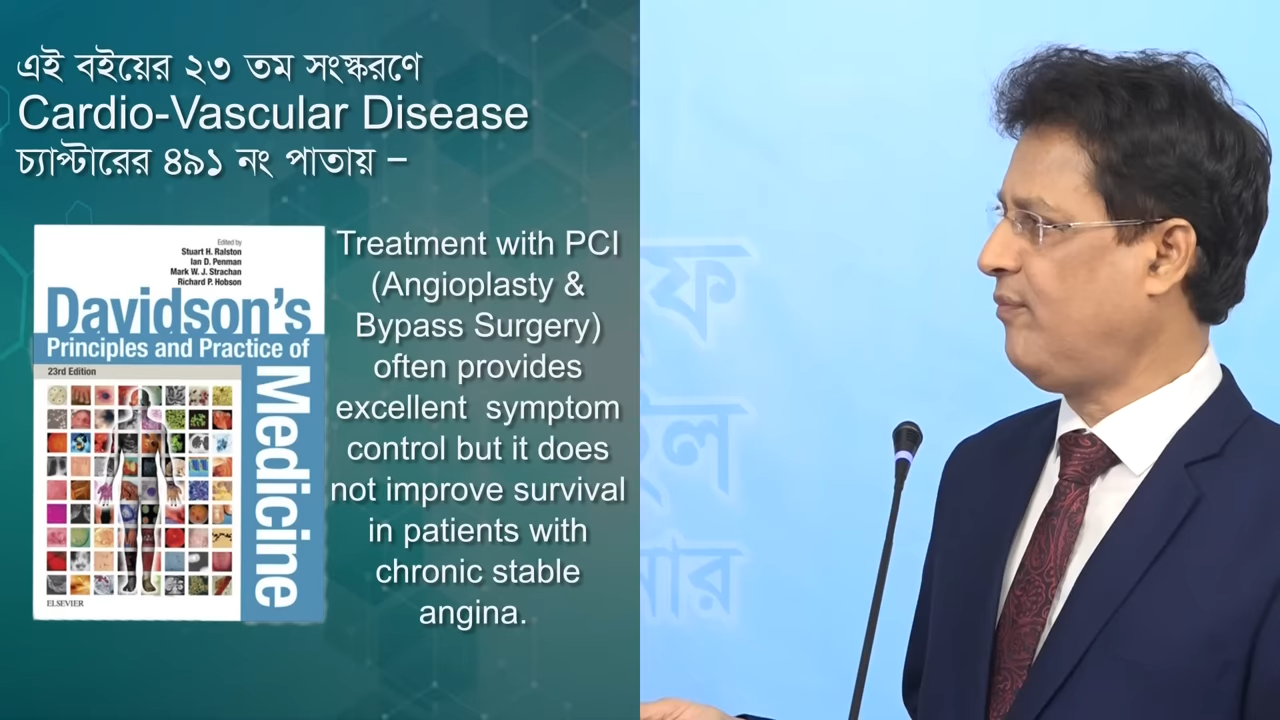 এই বইয়ের ২৩ তম সংস্করণে
Cardio-Vascular Disease
চ্যাপ্টারের ৪৯১ নং পাতায় –
Edited by
Stuart H. Ralston
Ian D. Penman
Mark W. J. Strachan
Richard P. Hobson
Davidson's
Principles and Practice of
Medicine
23rd Edition
ELSEVIER
Treatment with PCI
(Angioplasty &
Bypass Surgery)
often provides
excellent symptom
control but it does
not improve survival
in patients with
chronic stable
angina.